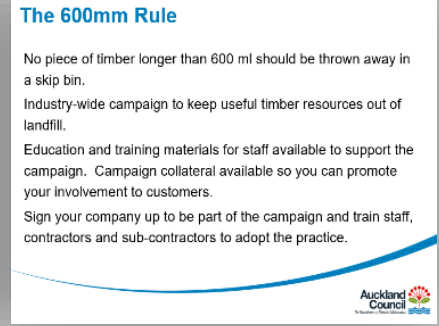 The 600mm Rule
No piece of timber longer than 600 ml should be thrown away in
a skip bin.
Industry-wide campaign to keep useful timber resources out of
landfill.
Education and training materials for staff available to support the
campaign.  Campaign collateral available so you can promote
your involvement to customers.
Sign your company up to be part of the campaign and train staff,
contractors and sub-contractors to adopt the practice.
Auckland
Council